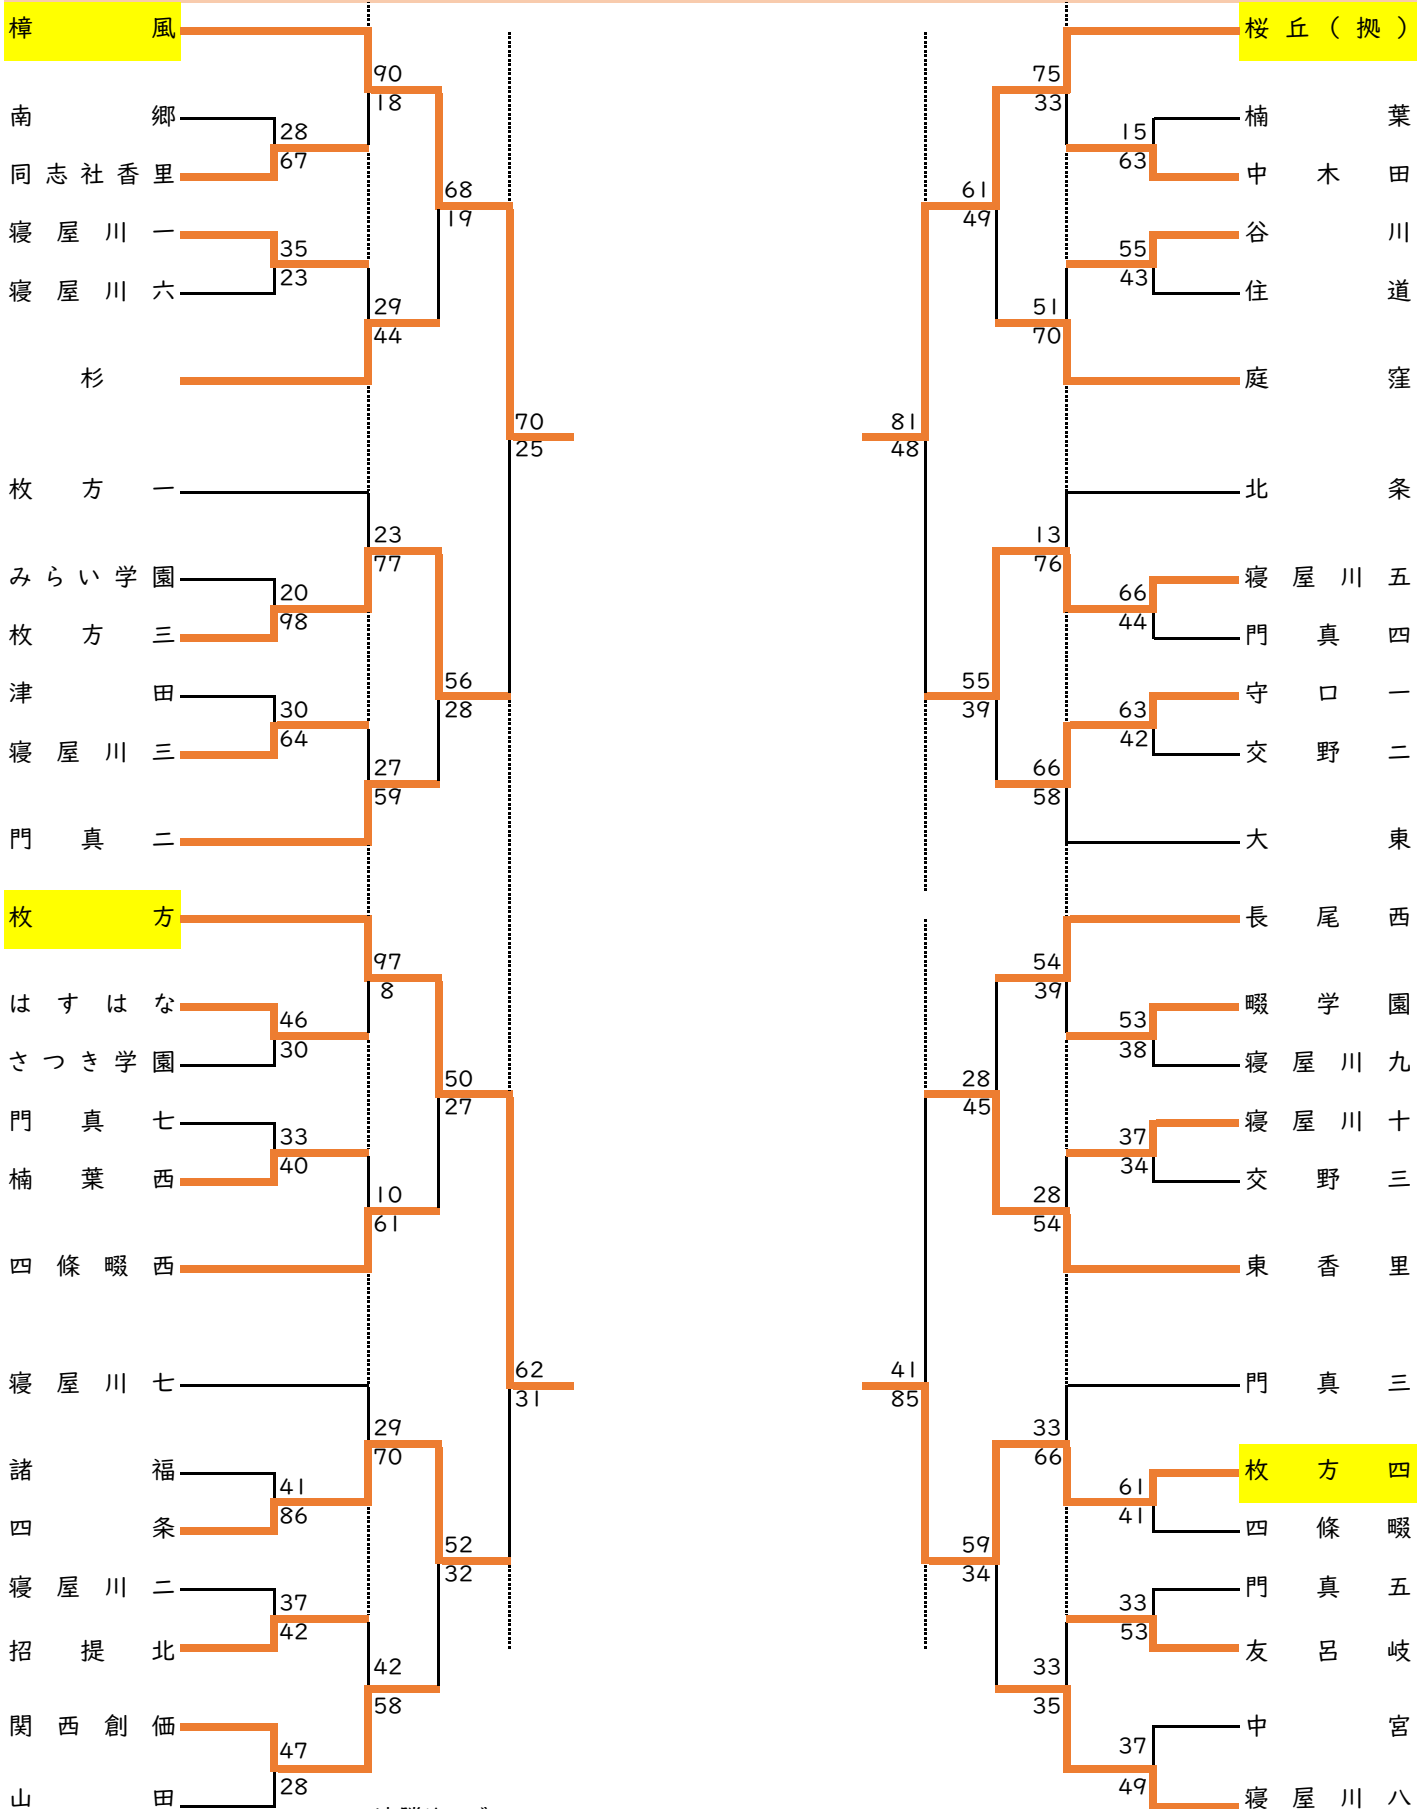 樟風
南郷
同志社香里
寝屋川一
寝屋川六
杉
枚方一
みらい学園
枚方三
津田
寝屋川三
門真二
枚方
はすはな
さつき学園
門真七
楠葉西
四條畷西
寝屋川七
諸福
四条
寝屋川二
招提北
関西創価
山田
28
67
35
23
20
98
30
64
46
30
33
40
41
86
37
42
47
28
90
18
29
44
23
77
27
59
97
8
10
61
29
70
42
58
68
19
56
28
50
27
52
32
70
25
62
31
81
48
41
85
61
49
55
39
28
45
59
34
75
33
51
70
13
76
66
58
54
39
28
54
33
66
33
35
15
63
55
43
66
44
63
42
53
38
37
34
61
41
33
53
37
49
桜丘(拠)
楠葉
中木田
谷川
住道
庭窪
北条
寝屋川五
門真四
守口一
交野二
大東
長尾西
畷学園
寝屋川九
寝屋川十
交野三
東香里
門真三
枚方四
四條畷
門真五
友呂岐
中宮
寝屋川八